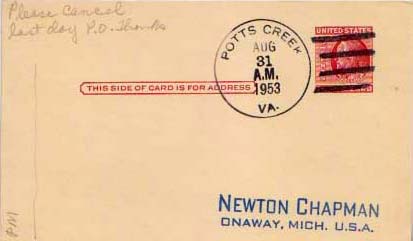 Please Cancel
last day P.O. Thanks
POTTS CREEK
AUG
31
A.M.
1953
VA.
UNITED STATES
THIS SIDE OF CARD IS FOR ADDRESS
NEWTON CHAPMAN
ONAWAY, MICH. U.S.A.
PM